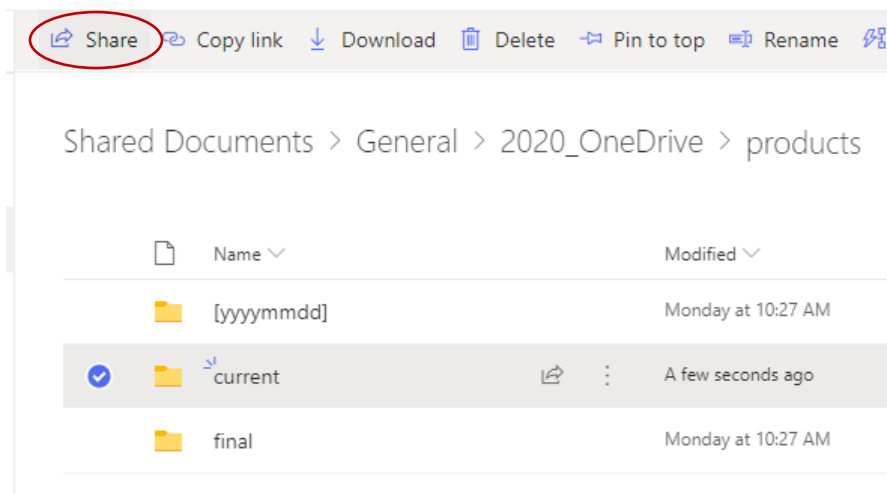 Share Copy link Download Delete Pin to top Rename
Shared Documents > General > 2020_OneDrive > products
Name Modified
[yyyymmdd] Monday at 10:27 AM
current A few seconds ago
final Monday at 10:27 AM